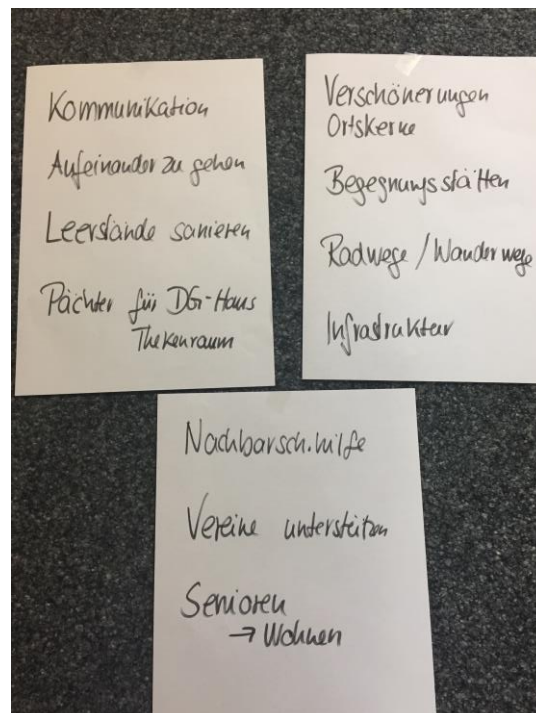 Kommunikation
Aufeinander zu gehen
Leerstände sanieren
Pächter für DG-Haus
Thekenraum
Verschönerungen
Ortskerne
Begegnungsstätten
Radwege / Wanderwege
Infrastruktur
Nachbarsch.hilfe
Vereine unterstützen
Senioren
→ Wohnen